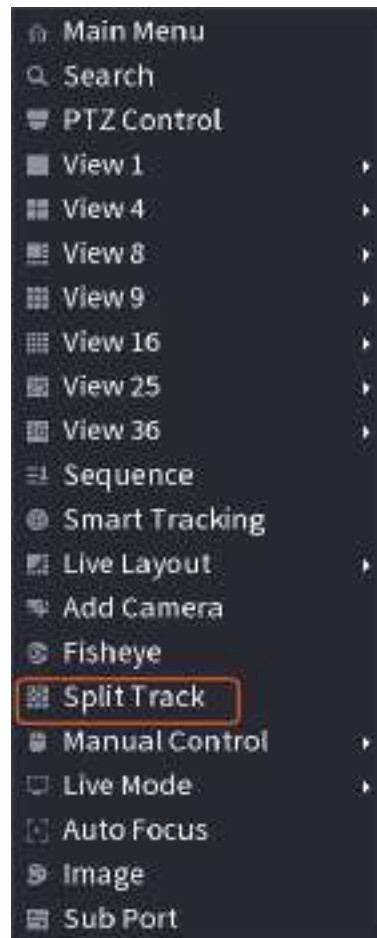 Main Menu
Search
PTZ Control
View 1
View 4
View 8
View 9
View 16
View 25
View 36
Sequence
Smart Tracking
Live Layout
Add Camera
Fisheye
Split Track
Manual Control
Live Mode
Auto Focus
Image
Sub Port